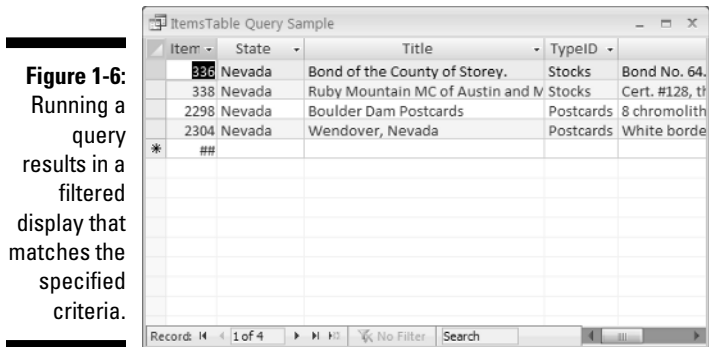 Figure 1-6:
Running a
query
results in a
filtered
display that
matches the
specified
criteria.
ItemsTable Query Sample
Item State Title TypeID
336 Nevada Bond of the County of Storey. Stocks Bond No. 64.
338 Nevada Ruby Mountain MC of Austin and M Stocks Cert. #128, th
2298 Nevada Boulder Dam Postcards Postcards 8 chromolith
2304 Nevada Wendover, Nevada Postcards White borde
* ##
Record: 1 of 4 No Filter Search